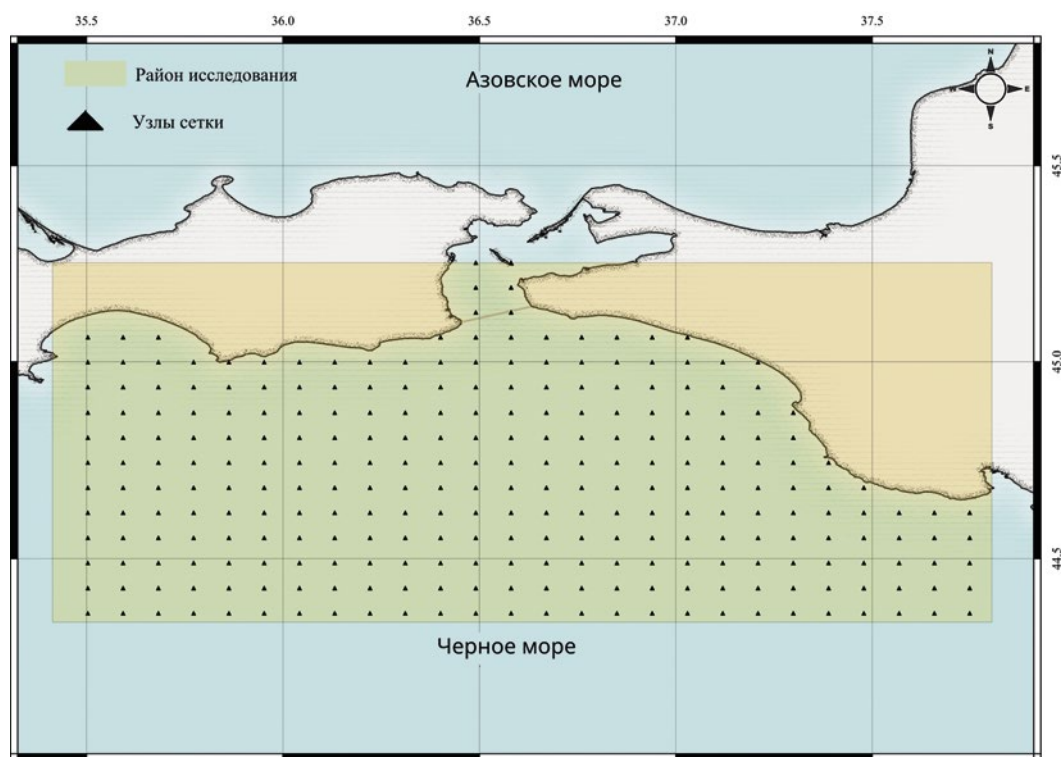 35.5 36.0 36.5 37.0 37.5
Район исследования
Азовское море
N
W E
S
Узлы сетки
45.5
45.0
44.5
Черное море